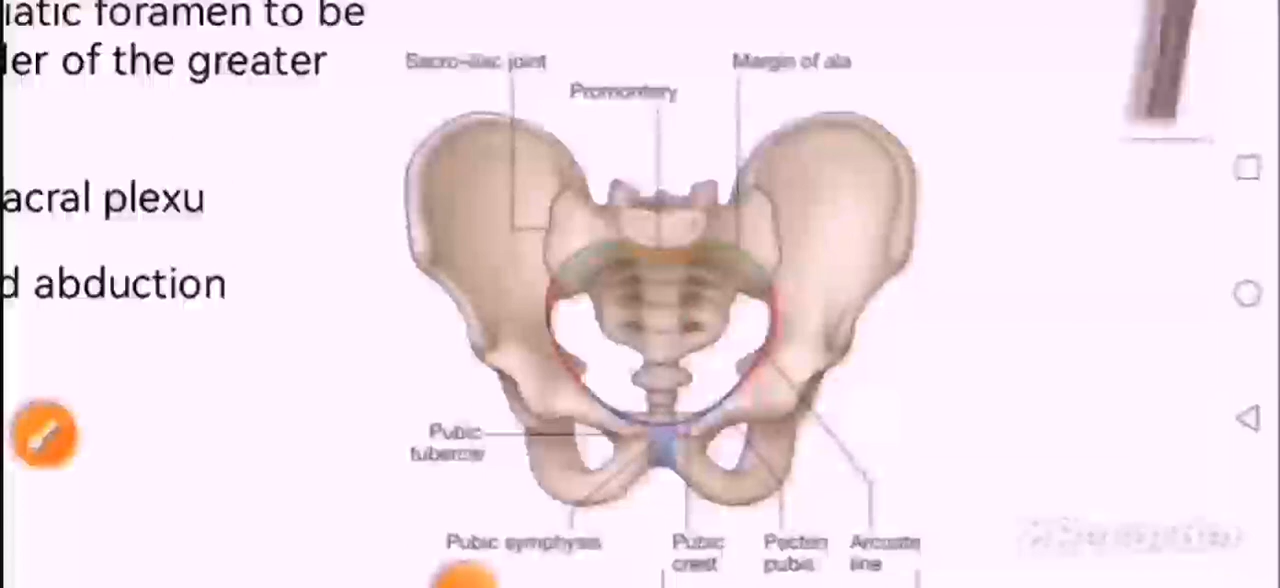 iatic foramen to be
ler of the greater
acral plexu
d abduction
Sacro-iliac joint
Margin of ala
Promontory
Pubic
tubercle
Pubic symphysis
Pubic
crest
Pecten
pubis
Arcuate
line